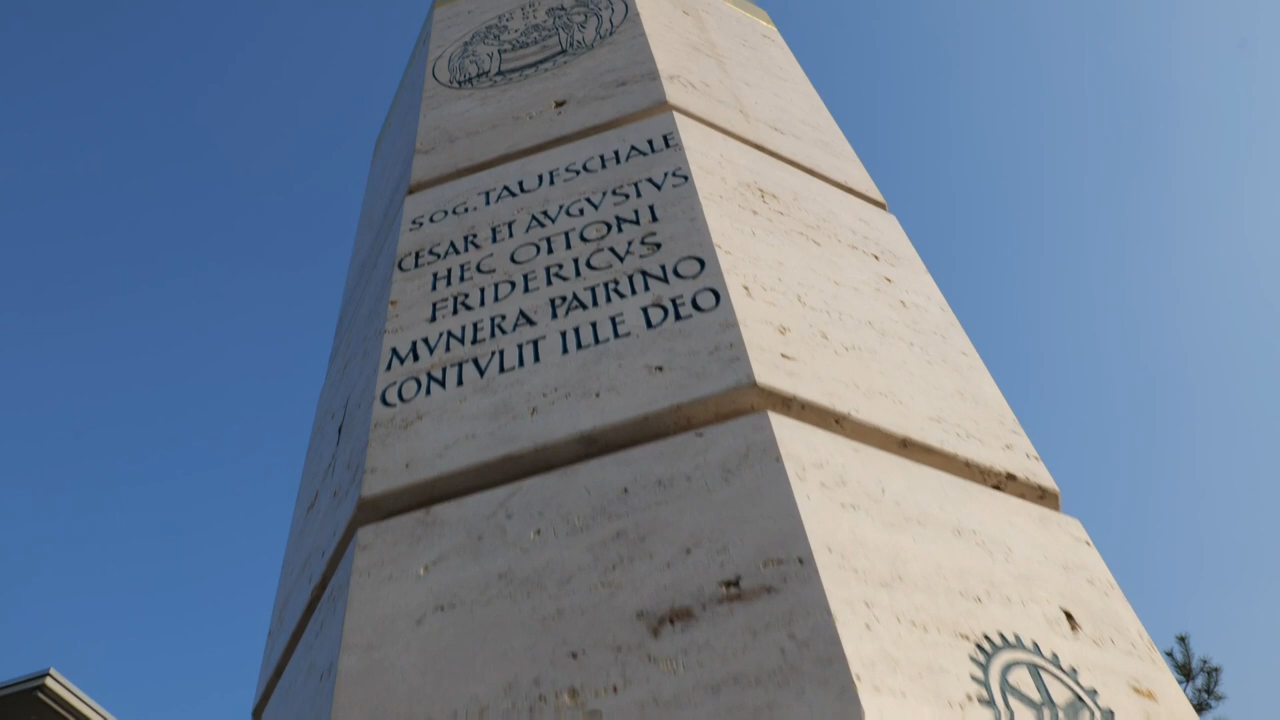 SOG. TAUFSCHALE
CESAR ET AVGVSTVS
HEC OTTONI
FRIDERICVS
MVNERA PATRINO
CONTVLIT ILLE DEO